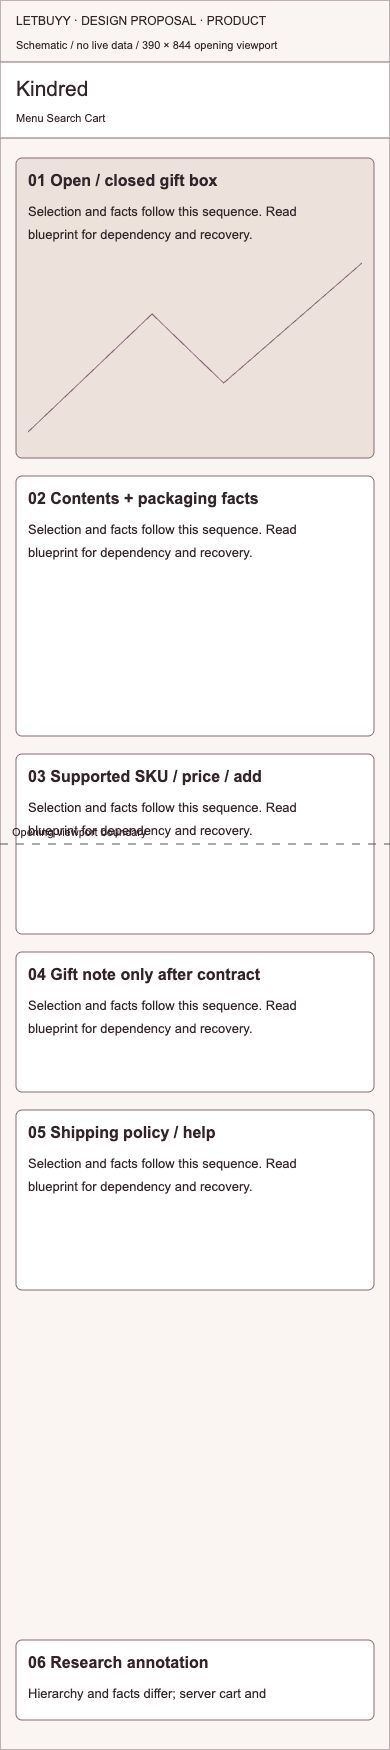 LETBUYY · DESIGN PROPOSAL · PRODUCT
Schematic / no live data / 390 × 844 opening viewport
Kindred
Menu Search Cart
01 Open / closed gift box
Selection and facts follow this sequence. Read
blueprint for dependency and recovery.
02 Contents + packaging facts
Selection and facts follow this sequence. Read
blueprint for dependency and recovery.
03 Supported SKU / price / add
Selection and facts follow this sequence. Read
blueprint for dependency and recovery.
Opening viewport boundary
04 Gift note only after contract
Selection and facts follow this sequence. Read
blueprint for dependency and recovery.
05 Shipping policy / help
Selection and facts follow this sequence. Read
blueprint for dependency and recovery.
06 Research annotation
Hierarchy and facts differ; server cart and